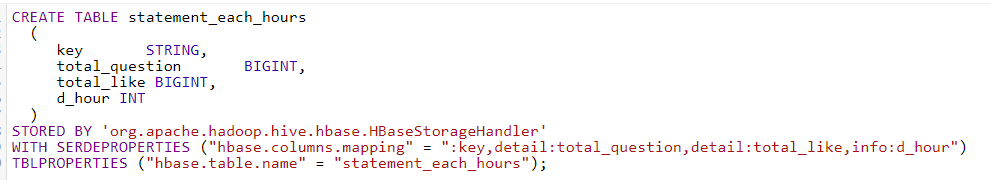 CREATE TABLE statement_each_hours
(
key STRING,
total_question BIGINT,
total_like BIGINT,
d_hour INT
)
STORED BY 'org.apache.hadoop.hive.hbase.HBaseStorageHandler'
WITH SERDEPROPERTIES ("hbase.columns.mapping" = ":key,detail:total_question,detail:total_like,info:d_hour")
TBLPROPERTIES ("hbase.table.name" = "statement_each_hours");